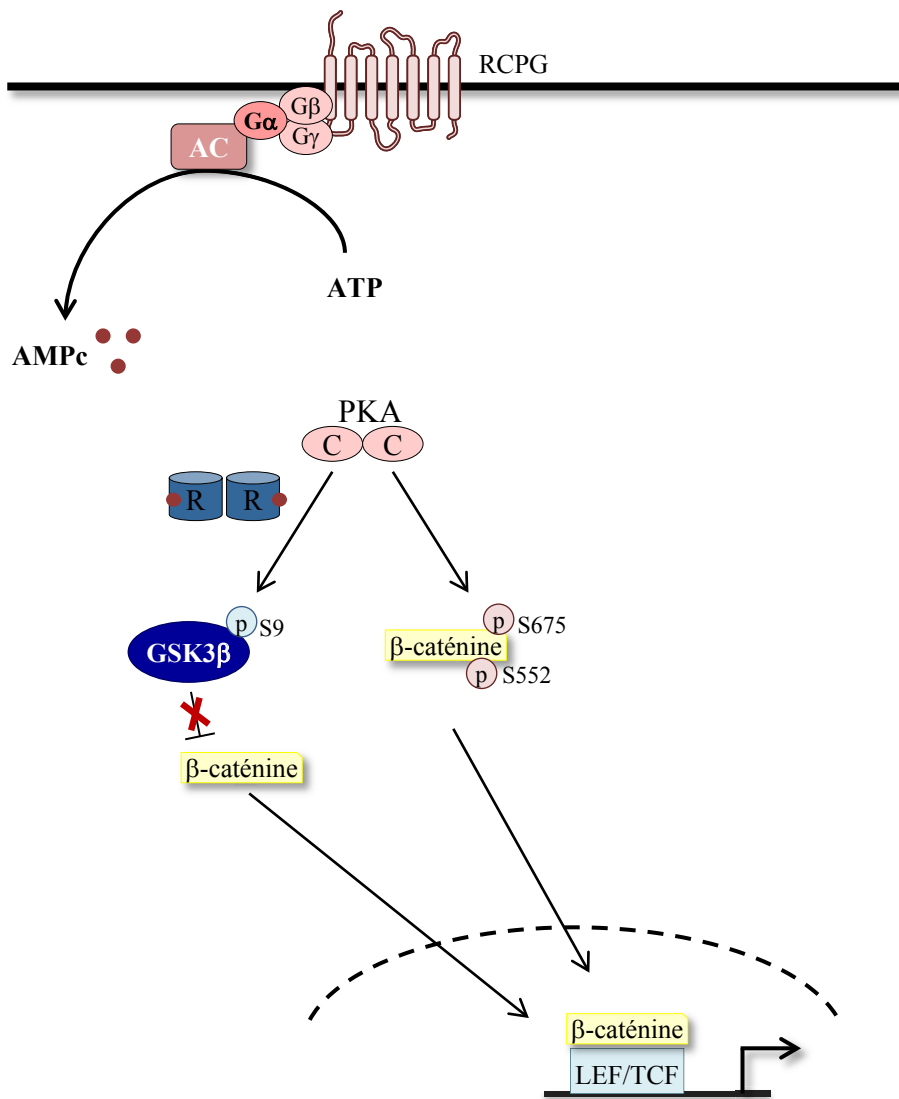 RCPG
Gβ
Gα
Gγ
AC
ATP
AMPc
PKA
C C
R R
p S9
GSK3β
p S675
β-caténine
p S552
β-caténine
β-caténine
LEF/TCF